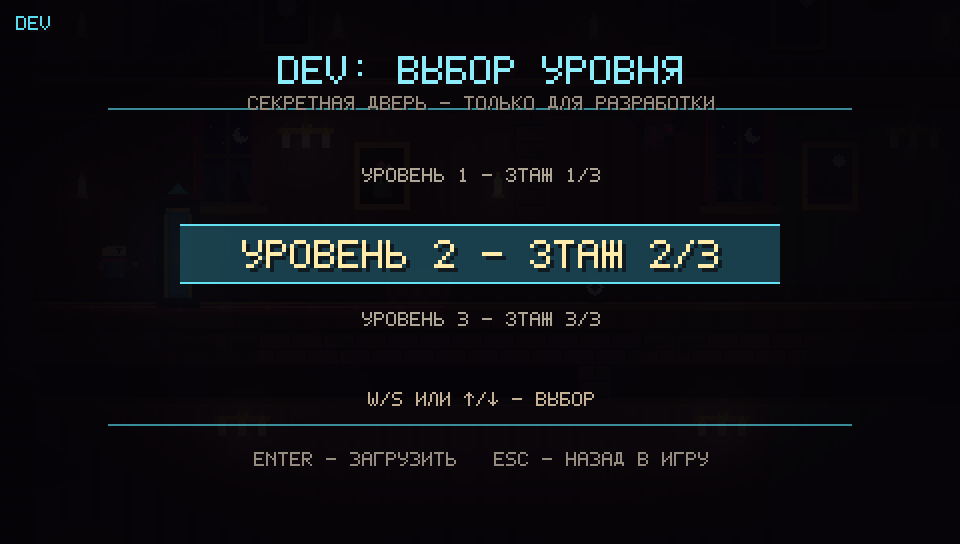 DEV
DEV: ВЫБОР УРОВНЯ
СЕКРЕТНАЯ ДВЕРЬ – ТОЛЬКО ДЛЯ РАЗРАБОТКИ
УРОВЕНЬ 1 – ЭТАЖ 1/3
УРОВЕНЬ 2 – ЭТАЖ 2/3
УРОВЕНЬ 3 – ЭТАЖ 3/3
W/S ИЛИ ↑/↓ – ВЫБОР
ENTER – ЗАГРУЗИТЬ ESC – НАЗАД В ИГРУ